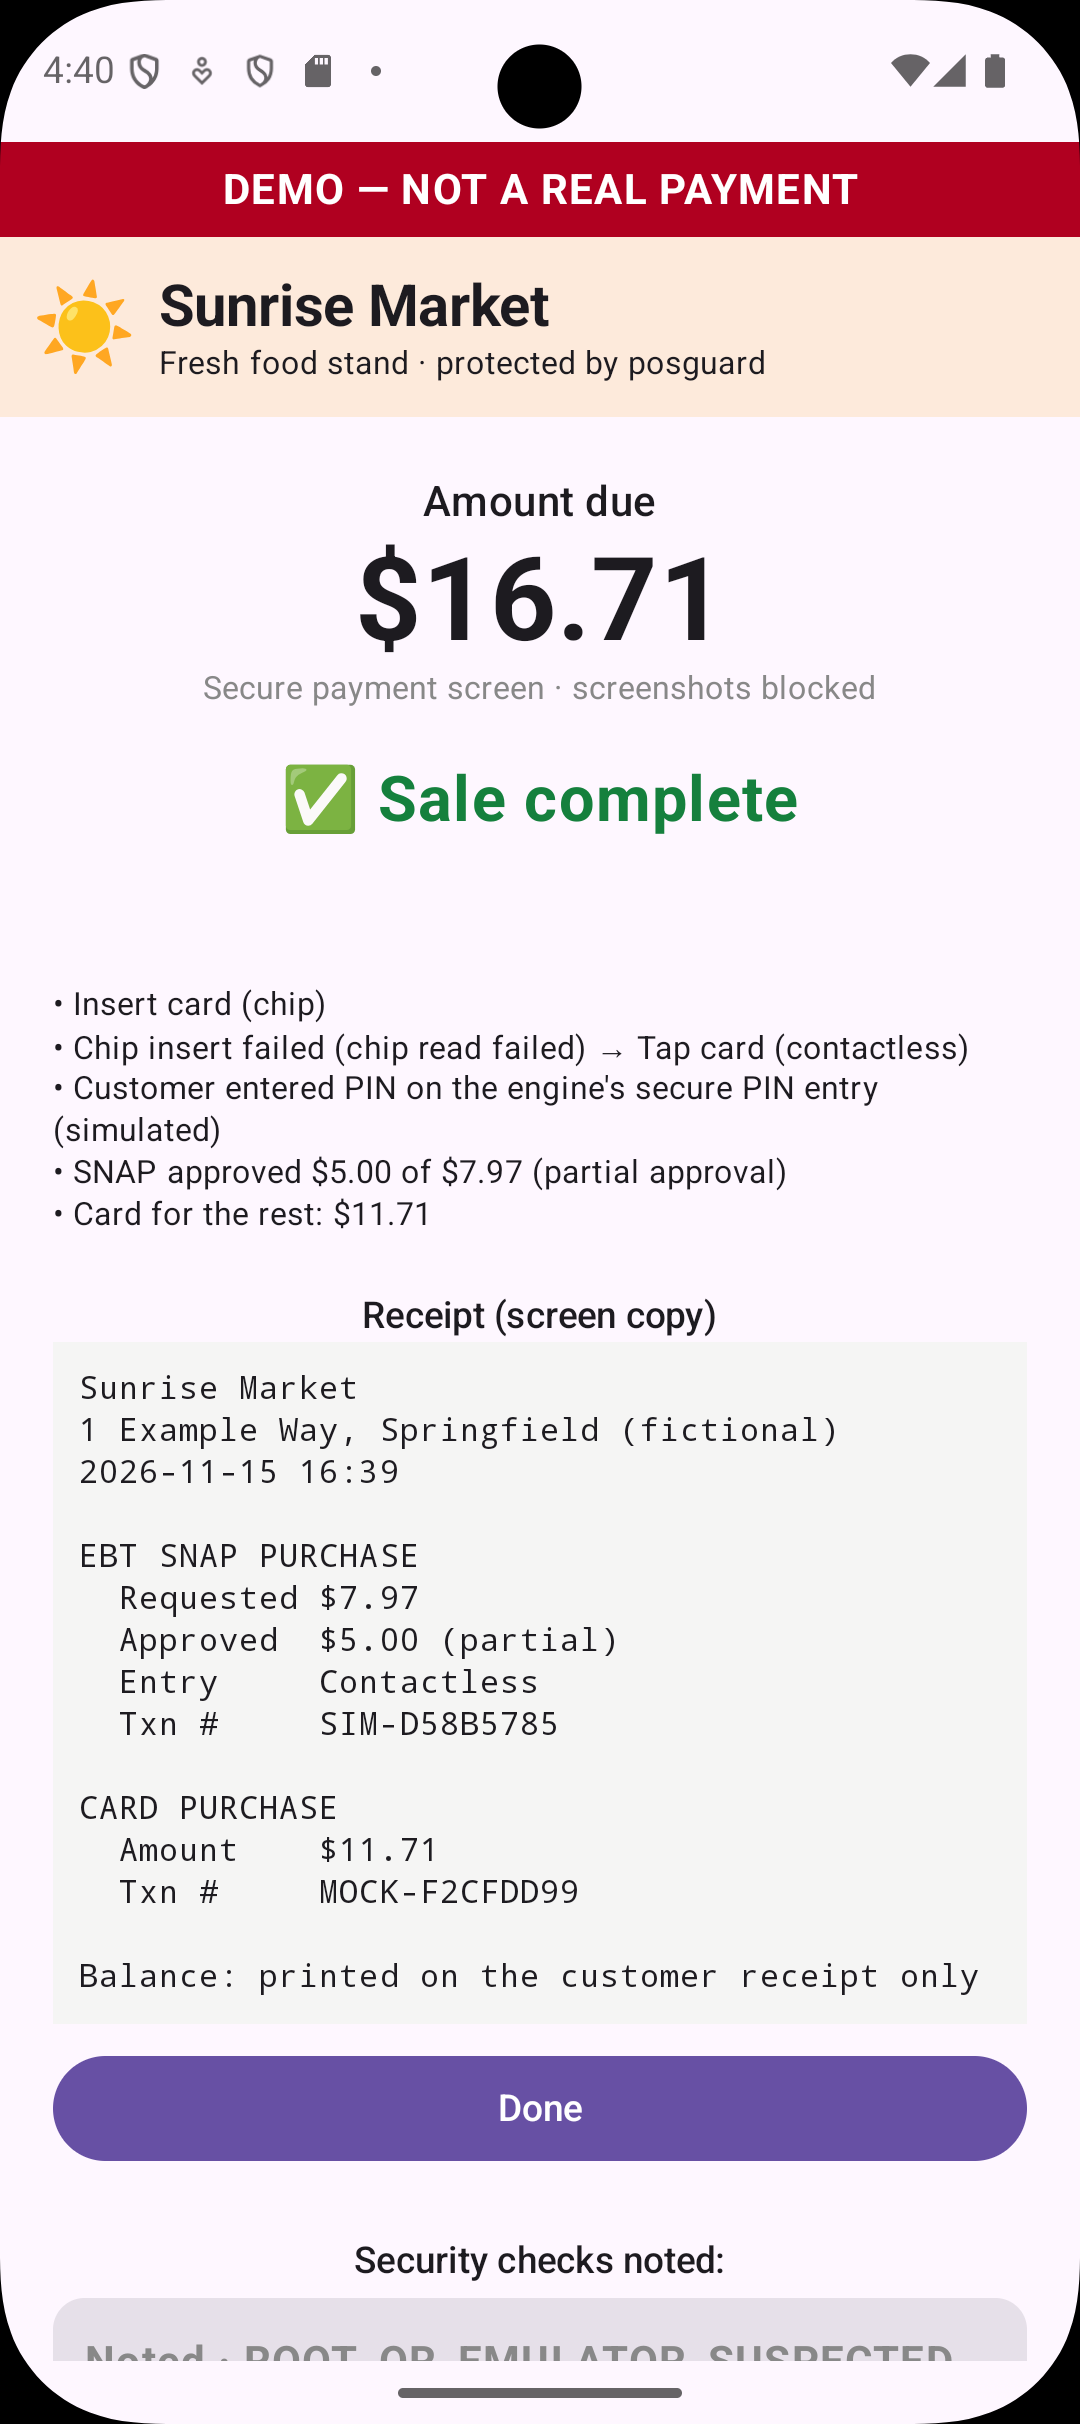 4:40
DEMO — NOT A REAL PAYMENT
Sunrise Market
Fresh food stand · protected by posguard
Amount due
$16.71
Secure payment screen · screenshots blocked
✅ Sale complete
• Insert card (chip)
• Chip insert failed (chip read failed) → Tap card (contactless)
• Customer entered PIN on the engine's secure PIN entry
(simulated)
• SNAP approved $5.00 of $7.97 (partial approval)
• Card for the rest: $11.71
Receipt (screen copy)
Sunrise Market
1 Example Way, Springfield (fictional)
2026-11-15 16:39
EBT SNAP PURCHASE
Requested $7.97
Approved $5.00 (partial)
Entry Contactless
Txn # SIM-D58B5785
CARD PURCHASE
Amount $11.71
Txn # MOCK-F2CFDD99
Balance: printed on the customer receipt only
Done
Security checks noted:
Noted · ROOT_OR_EMULATOR_SUSPECTED